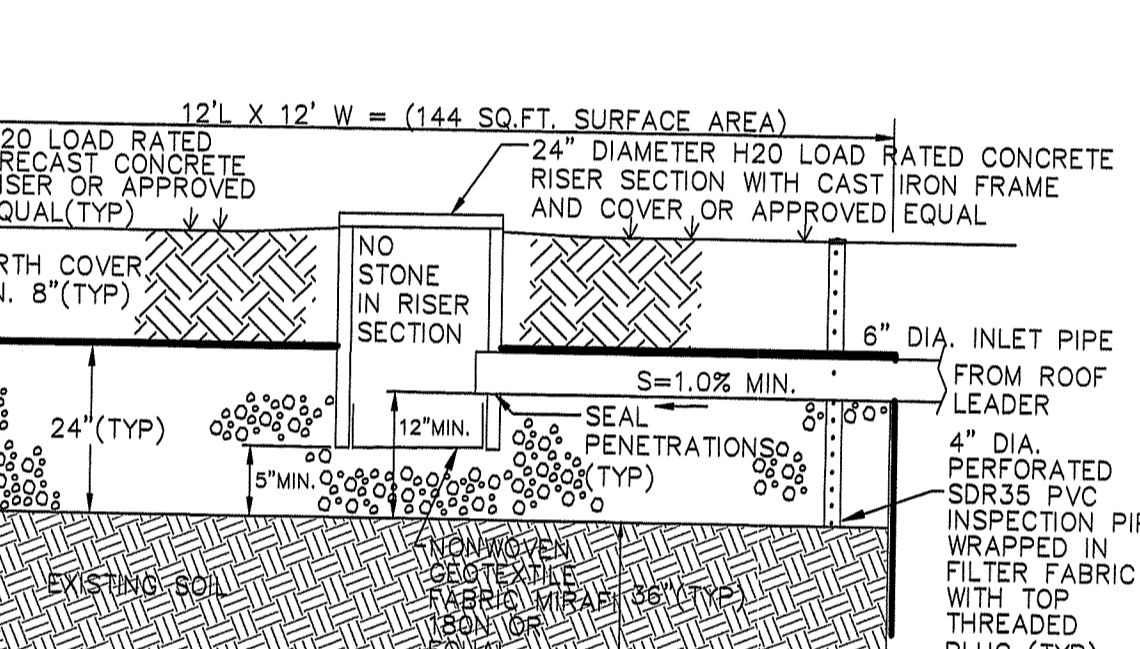 12'L X 12' W = (144 SQ.FT. SURFACE AREA)
20 LOAD RATED
RECAST CONCRETE
ISER OR APPROVED
QUAL(TYP)
24" DIAMETER H20 LOAD RATED CONCRETE
RISER SECTION WITH CAST IRON FRAME
AND COVER OR APPROVED EQUAL
RTH COVER
N. 8"(TYP)
NO
STONE
IN RISER
SECTION
6" DIA. INLET PIPE
FROM ROOF
LEADER
S=1.0% MIN.
24"(TYP)
12"MIN.
SEAL
PENETRATIONS
(TYP)
5"MIN.
4" DIA.
PERFORATED
SDR35 PVC
INSPECTION PIP
WRAPPED IN
FILTER FABRIC
WITH TOP
THREADED
PLUG (TYP)
NONWOVEN
GEOTEXTILE
FABRIC MIRAFI
180N OR
EQUAL
EXISTING SOIL
36"(TYP)